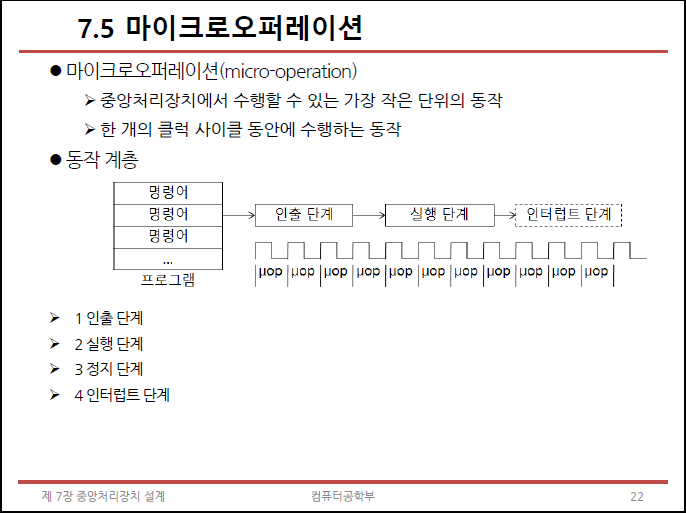 7.5 마이크로오퍼레이션
마이크로오퍼레이션(micro-operation)
중앙처리장치에서 수행할 수 있는 가장 작은 단위의 동작
한 개의 클럭 사이클 동안에 수행하는 동작
동작 계층
명령어
명령어
명령어
...
프로그램
인출 단계
실행 단계
인터럽트 단계
μop μop μop μop μop μop μop μop μop μop μop
1 인출 단계
2 실행 단계
3 정지 단계
4 인터럽트 단계
제 7장 중앙처리장치 설계
컴퓨터공학부
22